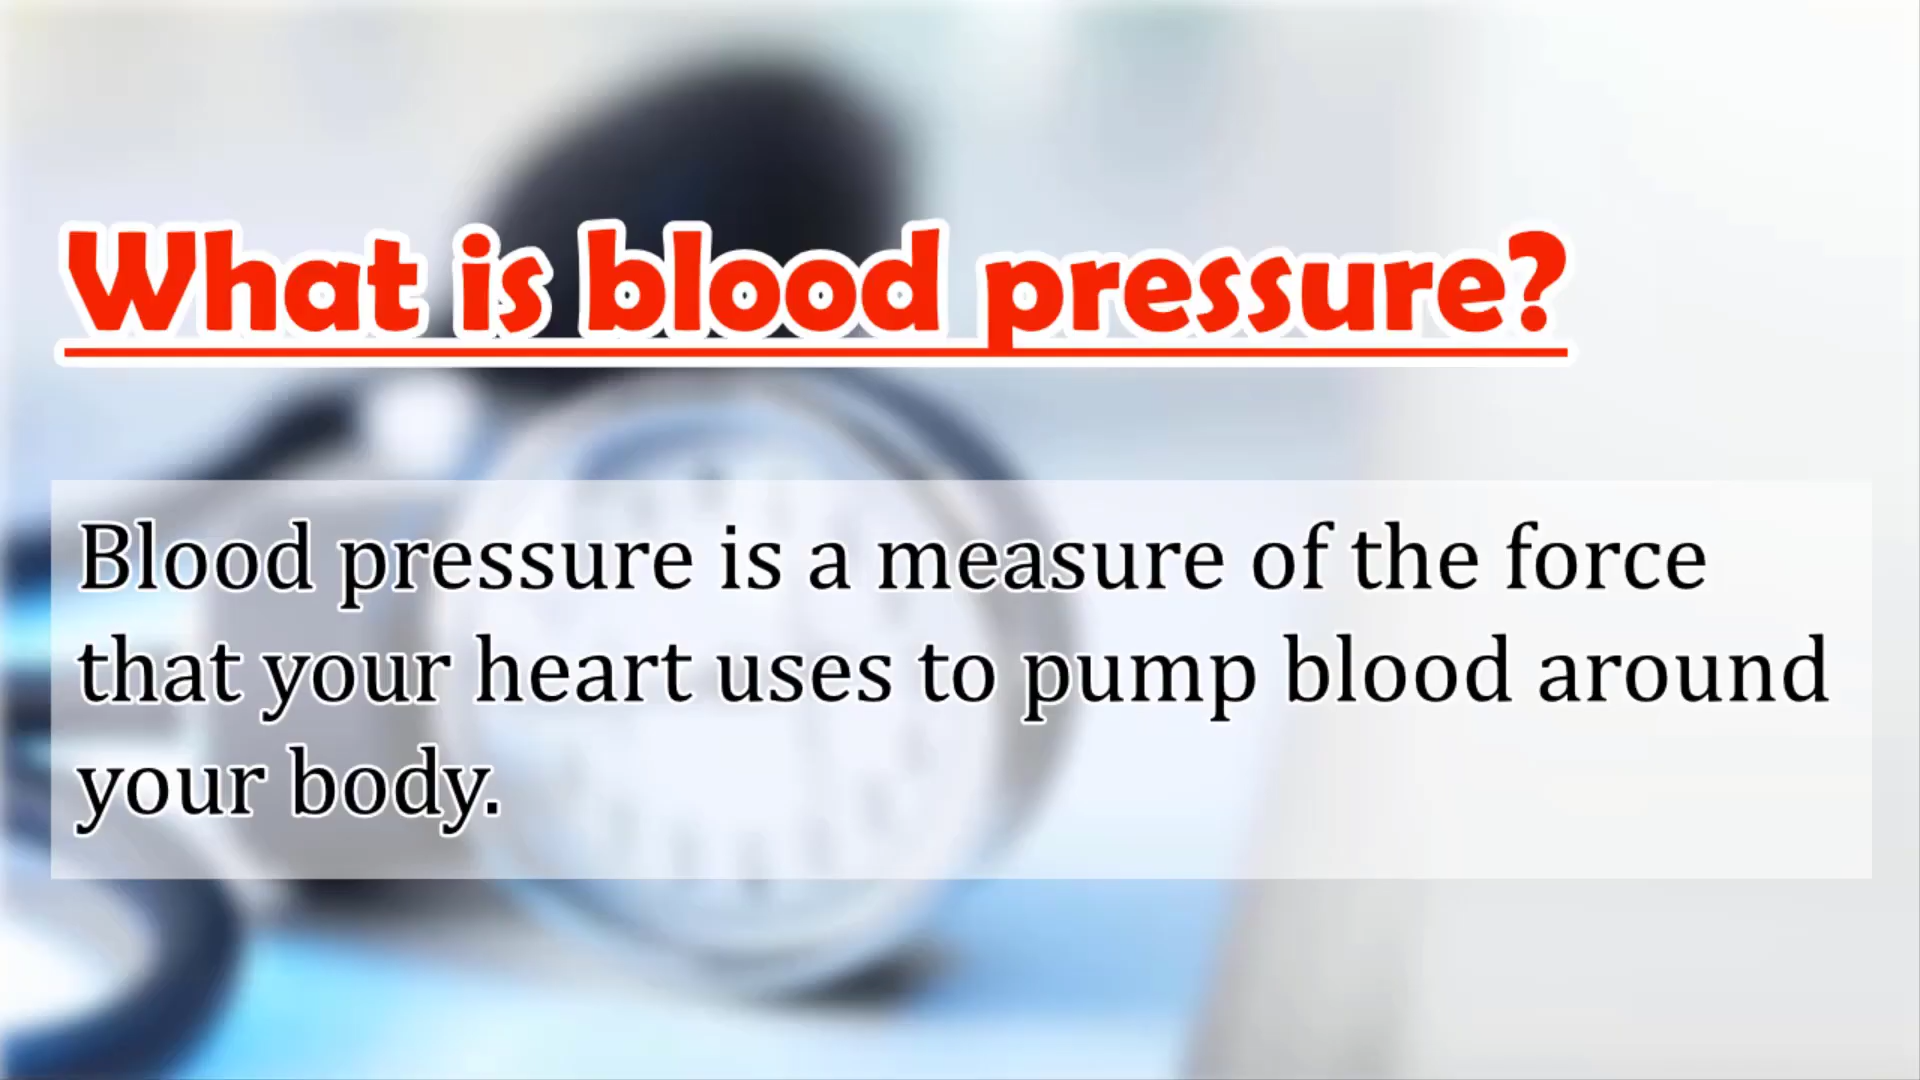 What is blood pressure?
Blood pressure is a measure of the force
that your heart uses to pump blood around
your body.